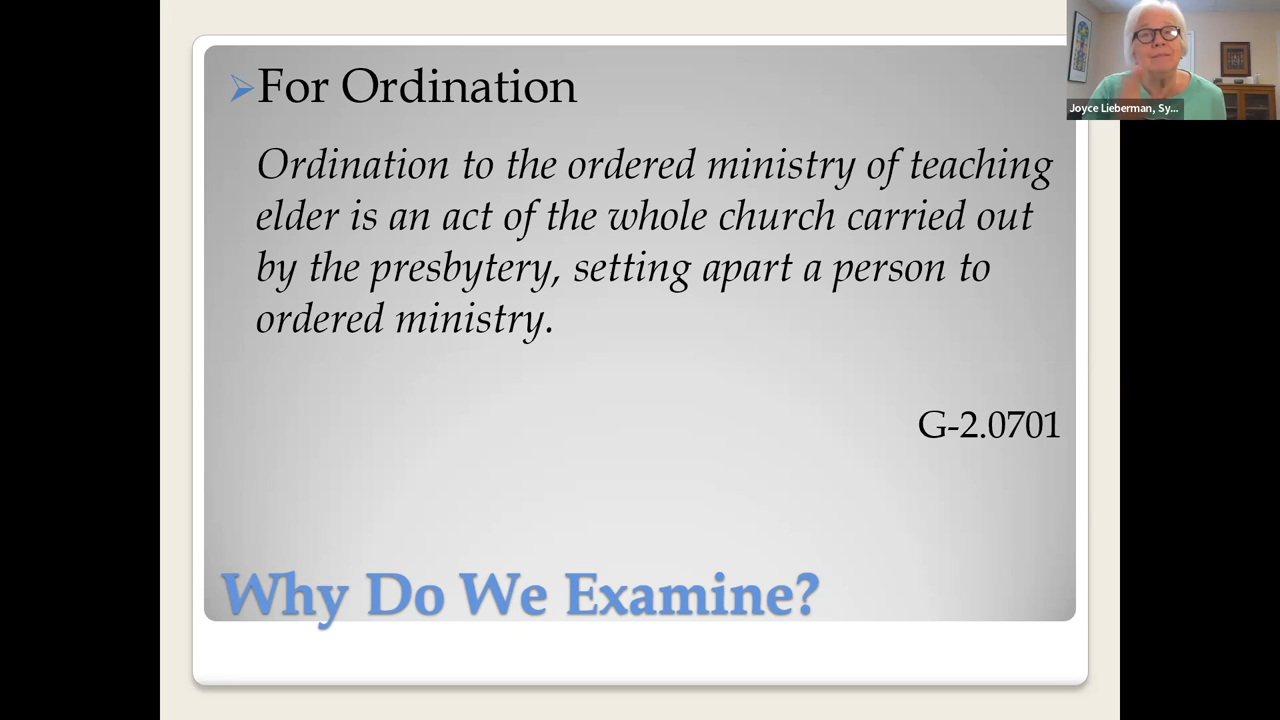 For Ordination
Ordination to the ordered ministry of teaching
elder is an act of the whole church carried out
by the presbytery, setting apart a person to
ordered ministry.
G-2.0701
Why Do We Examine?
Joyce Lieberman, Sy...